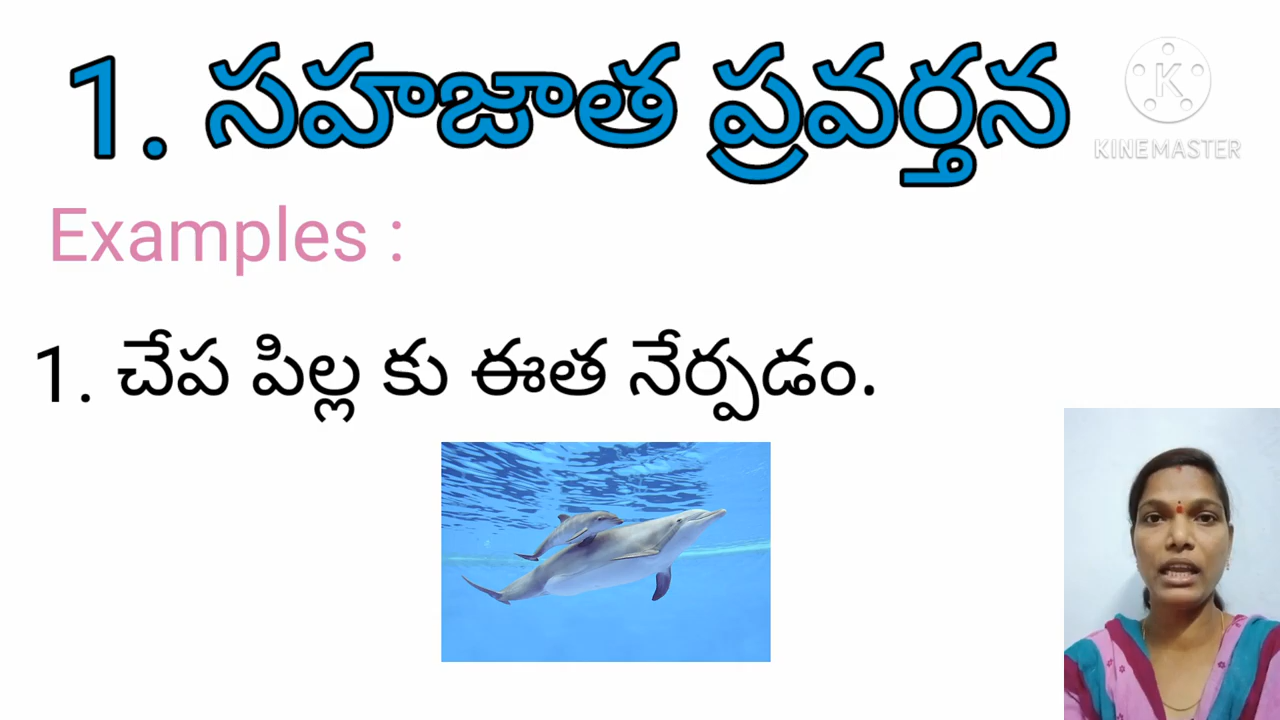 1. సహజాత ప్రవర్తన
KINEMASTER
Examples :
1. చేప పిల్ల కు ఈత నేర్పడం.